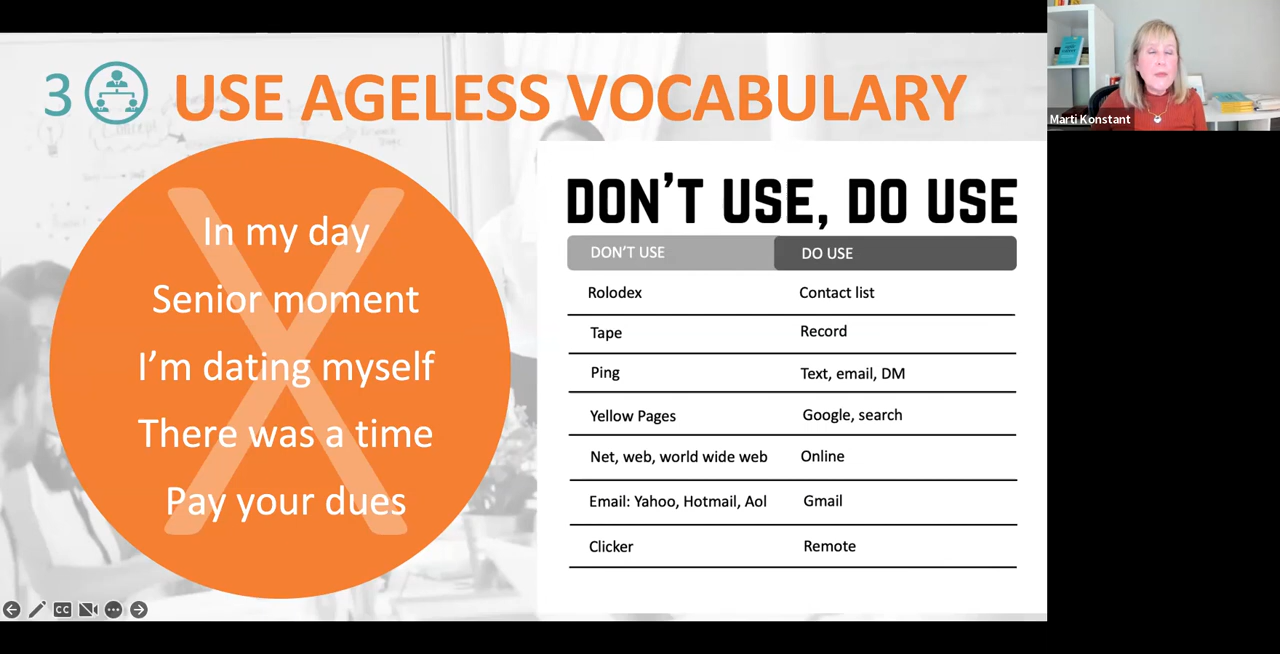 3 USE AGELESS VOCABULARY
Marti Konstant
In my day
Senior moment
I'm dating myself
There was a time
Pay your dues
DON'T USE, DO USE
DON'T USE DO USE
Rolodex Contact list
Tape Record
Ping Text, email, DM
Yellow Pages Google, search
Net, web, world wide web Online
Email: Yahoo, Hotmail, Aol Gmail
Clicker Remote
CC